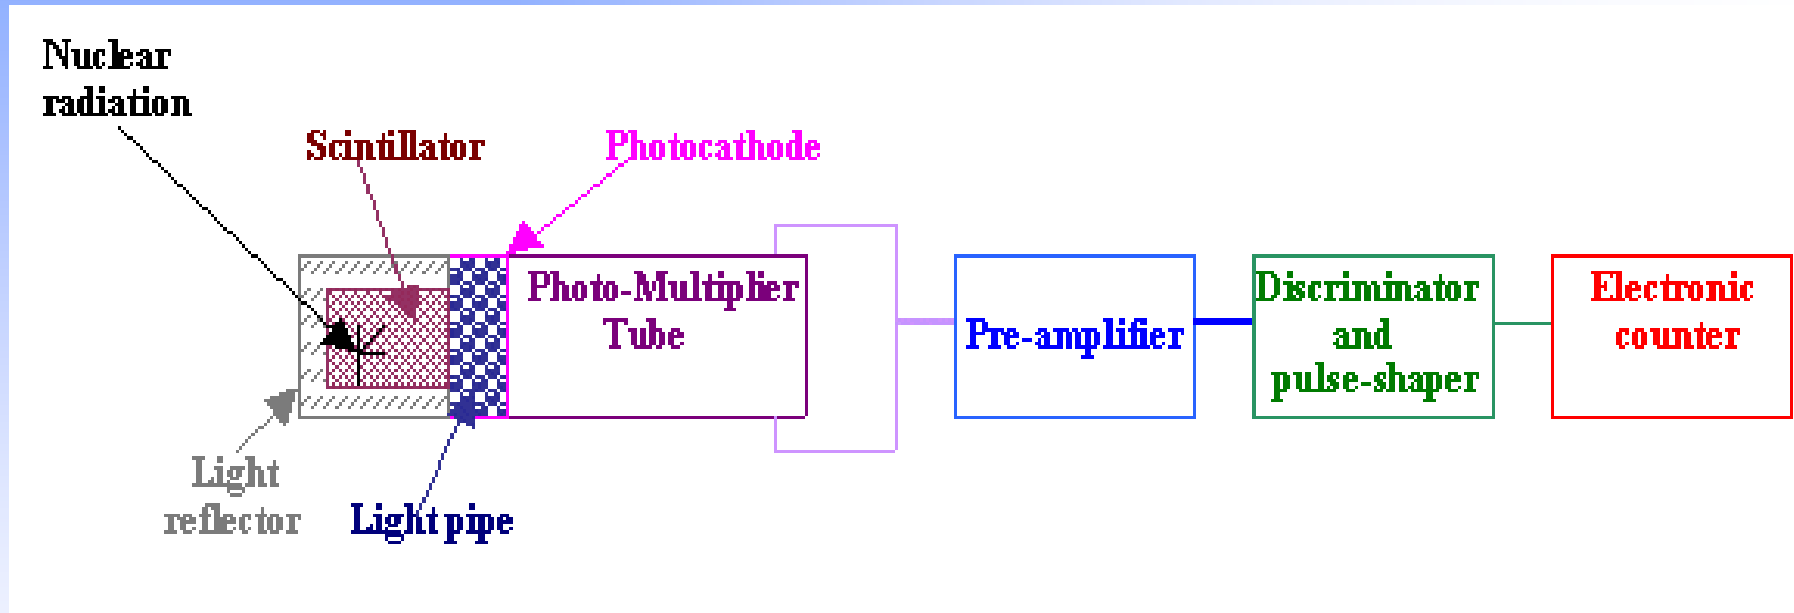 Nuclear
radiation
Scintillator
Photocathode
Photo-Multiplier
Tube
Pre-amplifier
Discriminator
and
pulse-shaper
Electronic
counter
Light
reflector
Light pipe